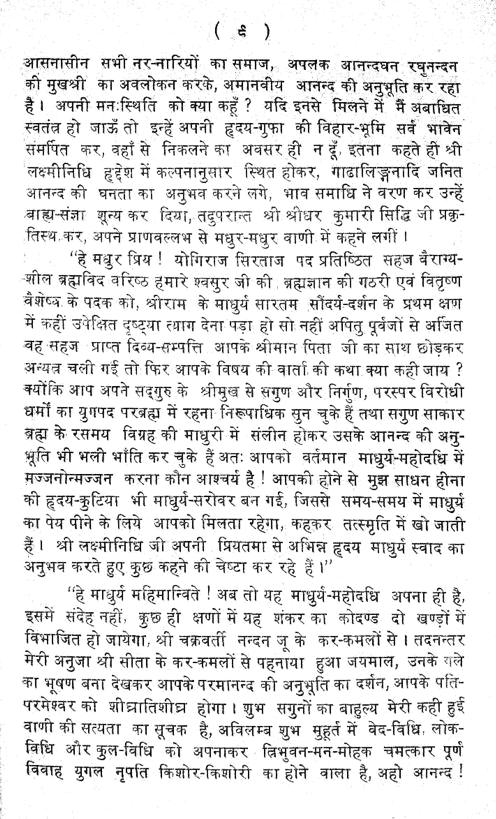 ( ९ )
आसनासीन सभी नर-नारियों का समाज, अपलक आनन्दघन रघुनन्दन
की मुखश्री का अवलोकन करके, अमानवीय आनन्द की अनुभूति कर रहा
है । अपनी मनःस्थिति को क्या कहूँ ? यदि इनसे मिलने में मैं अबाधित
स्वतंत्र हो जाऊँ तो इन्हें अपनी हृदय-गुफा की विहार-भूमि सर्व भावेन
समर्पित कर, वहाँ से निकलने का अवसर ही न दूँ, इतना कहते ही श्री
लक्ष्मीनिधि हृद्देश में कल्पनानुसार स्थित होकर, गाढालिङ्गनादि जनित
आनन्द की घनता का अनुभव करने लगे, भाव समाधि ने वरण कर उन्हें
बाह्य-संज्ञा शून्य कर दिया, तदुपरान्त श्री श्रीधर कुमारी सिद्धि जी प्रकृ-
तिस्थ कर, अपने प्राणवल्लभ से मधुर-मधुर वाणी में कहने लगीं ।
"हे मधुर प्रिय ! योगिराज सिरताज पद प्रतिष्ठित सहज वैराग्य-
शील ब्रह्मविद वरिष्ठ हमारे श्वसुर जी की ब्रह्मज्ञान की गठरी एवं वितृष्ण
वैशेष्य के पदक को, श्रीराम के माधुर्य सारतम सौंदर्य-दर्शन के प्रथम क्षण
में कहीं उपेक्षित दृष्ट्या त्याग देना पड़ा हो सो नहीं अपितु पूर्वजों से अर्जित
वह सहज प्राप्त दिव्य-सम्पत्ति आपके श्रीमान पिता जी का साथ छोड़कर
अन्यत्र चली गई तो फिर आपके विषय की वार्ता की कथा क्या कही जाय ?
क्योंकि आप अपने सद्गुरु के श्रीमुख से सगुण और निर्गुण, परस्पर विरोधी
धर्मों का युगपद परब्रह्म में रहना निरूपाधिक सुन चुके हैं तथा सगुण साकार
ब्रह्म के रसमय विग्रह की माधुरी में संलीन होकर उसके आनन्द की अनु-
भूति भी भली भाँति कर चुके हैं अतः आपको वर्तमान माधुर्य-महोदधि में
मज्जनोन्मज्जन करना कौन आश्चर्य है ! आपकी होने से मुझ साधन हीना
की हृदय-कुटिया भी माधुर्य-सरोवर बन गई, जिससे समय-समय में माधुर्य
का पेय पीने के लिये आपको मिलता रहेगा, कहकर तत्स्मृति में खो जाती
हैं । श्री लक्ष्मीनिधि जी अपनी प्रियतमा से अभिन्न हृदय माधुर्य स्वाद का
अनुभव करते हुए कुछ कहने की चेष्टा कर रहे हैं ।"
"हे माधुर्य महिमान्विते ! अब तो यह माधुर्य-महोदधि अपना ही है,
इसमें संदेह नहीं, कुछ ही क्षणों में यह शंकर का कोदण्ड दो खण्डों में
विभाजित हो जायेगा, श्री चक्रवर्ती नन्दन जू के कर-कमलों से । तदनन्तर
मेरी अनुजा श्री सीता के कर-कमलों से पहनाया हुआ जयमाल, उनके गले
का भूषण बना देखकर आपके परमानन्द की अनुभूति का दर्शन, आपके पति-
परमेश्वर को शीघ्रातिशीघ्र होगा । शुभ सगुनों का बाहुल्य मेरी कही हुई
वाणी की सत्यता का सूचक है, अविलम्ब शुभ मुहूर्त में वेद-विधि, लोक-
विधि और कुल-विधि को अपनाकर त्रिभुवन-मन-मोहक चमत्कार पूर्ण
विवाह युगल नृपति किशोर-किशोरी का होने वाला है, अहो आनन्द !